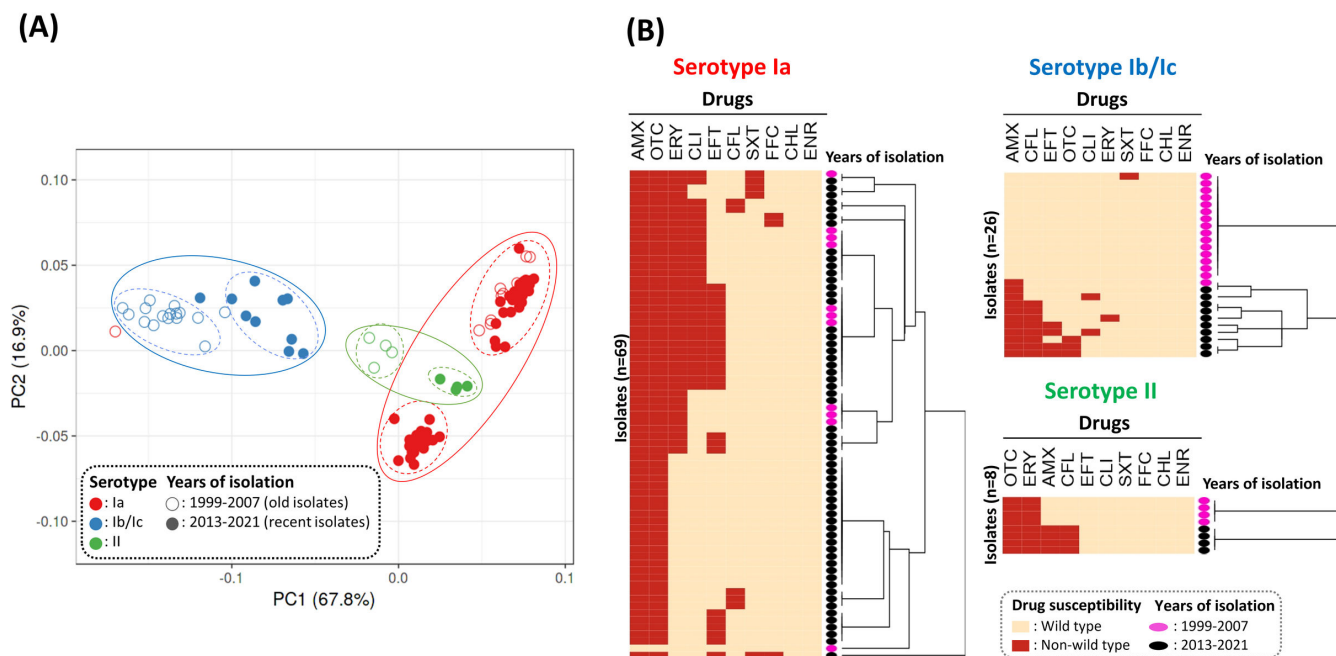 (A)
PC2 (16.9%)
0.10
0.05
0.00
-0.05
-0.10
-0.1
0.0
0.1
PC1 (67.8%)
Serotype
: Ia
: Ib/Ic
: II
Years of isolation
: 1999-2007 (old isolates)
: 2013-2021 (recent isolates)
(B)
Serotype Ia
Drugs
AMX
OTC
ERY
CLI
EFT
CFL
SXT
FFC
CHL
ENR
Years of isolation
Isolates (n=69)
Serotype Ib/Ic
Drugs
AMX
CFL
EFT
OTC
CLI
ERY
SXT
FFC
CHL
ENR
Years of isolation
Isolates (n=26)
Serotype II
Drugs
OTC
ERY
AMX
CFL
EFT
CLI
SXT
FFC
CHL
ENR
Years of isolation
Isolates (n=8)
Drug susceptibility
: Wild type
: Non-wild type
Years of isolation
: 1999-2007
: 2013-2021